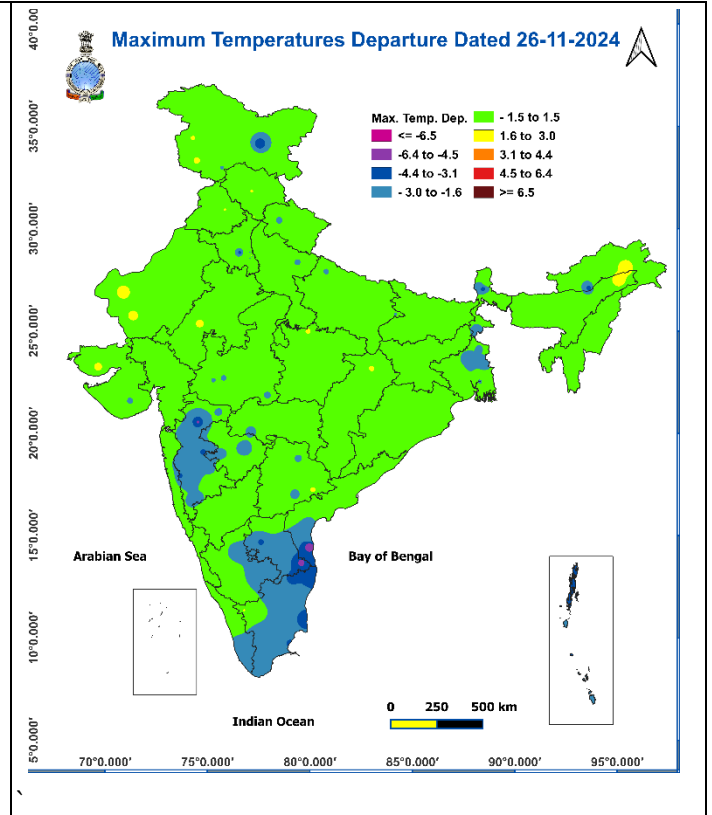 Maximum Temperatures Departure Dated 26-11-2024
Max. Temp. Dep.
<= -6.5
-6.4 to -4.5
-4.4 to -3.1
- 3.0 to -1.6
- 1.5 to 1.5
1.6 to 3.0
3.1 to 4.4
4.5 to 6.4
>= 6.5
40°0.000'
35°0.000'
30°0.000'
25°0.000'
20°0.000'
15°0.000'
10°0.000'
5°0.000'
Arabian Sea
Bay of Bengal
Indian Ocean
0 250 500 km
70°0.000' 75°0.000' 80°0.000' 85°0.000' 90°0.000' 95°0.000'
`